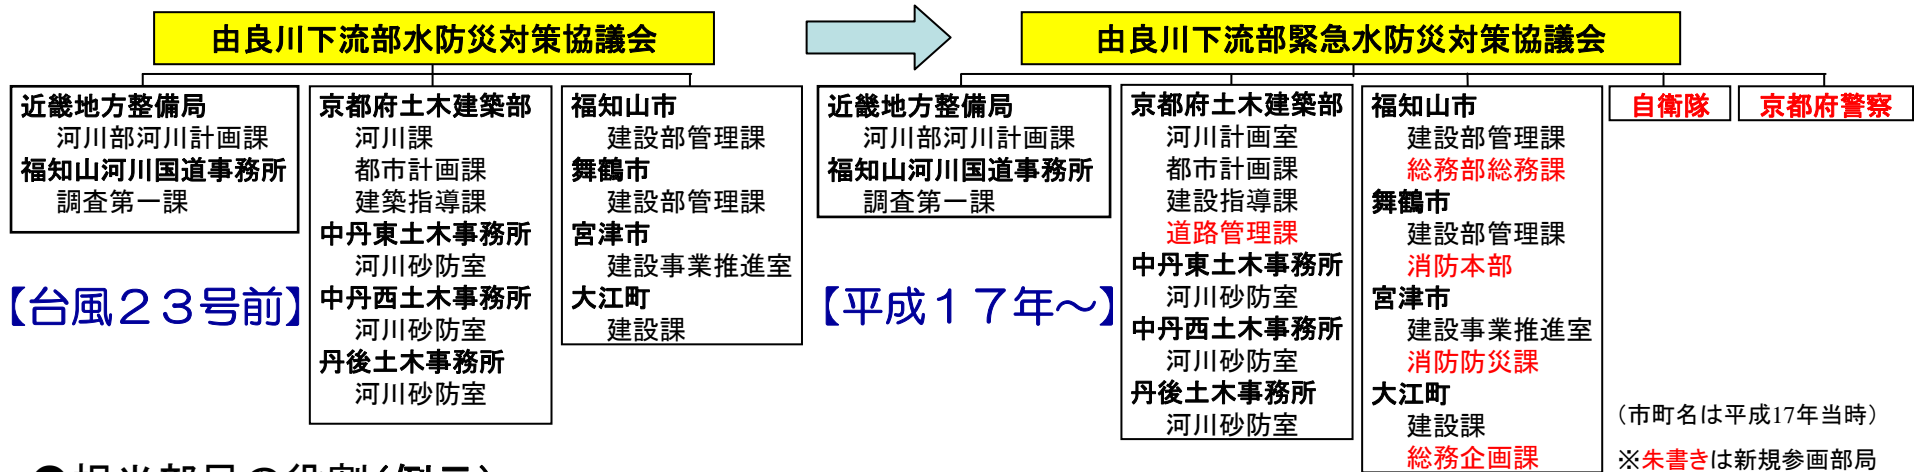 由良川下流部水防災対策協議会
近畿地方整備局
河川部河川計画課
福知山河川国道事務所
調査第一課
【台風２３号前】
京都府土木建築部
河川課
都市計画課
建築指導課
中丹東土木事務所
河川砂防室
中丹西土木事務所
河川砂防室
丹後土木事務所
河川砂防室
福知山市
建設部管理課
舞鶴市
建設部管理課
宮津市
建設事業推進室
大江町
建設課
由良川下流部緊急水防災対策協議会
近畿地方整備局
河川部河川計画課
福知山河川国道事務所
調査第一課
【平成１７年～】
京都府土木建築部
河川計画室
都市計画課
建設指導課
道路管理課
中丹東土木事務所
河川砂防室
中丹西土木事務所
河川砂防室
丹後土木事務所
河川砂防室
福知山市
建設部管理課
総務部総務課
舞鶴市
建設部管理課
消防本部
宮津市
建設事業推進室
消防防災課
大江町
建設課
総務企画課
自衛隊
京都府警察
（市町名は平成17年当時）
※朱書きは新規参画部局